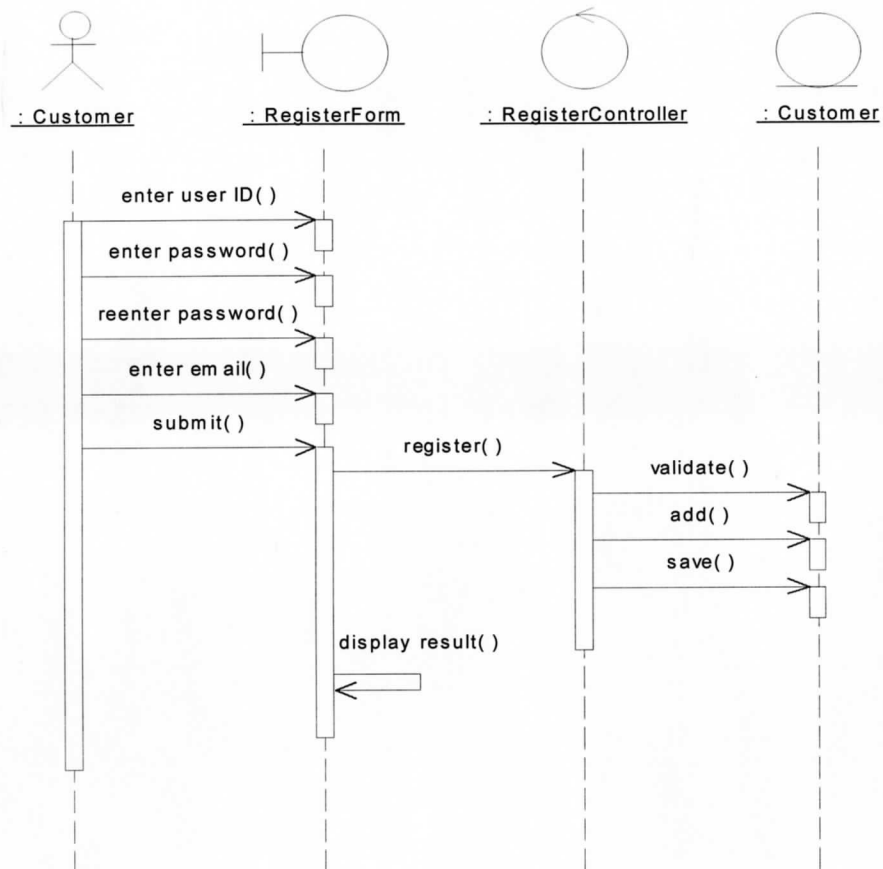 : Customer
: RegisterForm
: RegisterController
: Customer
enter user ID( )
enter password( )
reenter password( )
enter email( )
submit( )
register( )
validate( )
add( )
save( )
display result( )